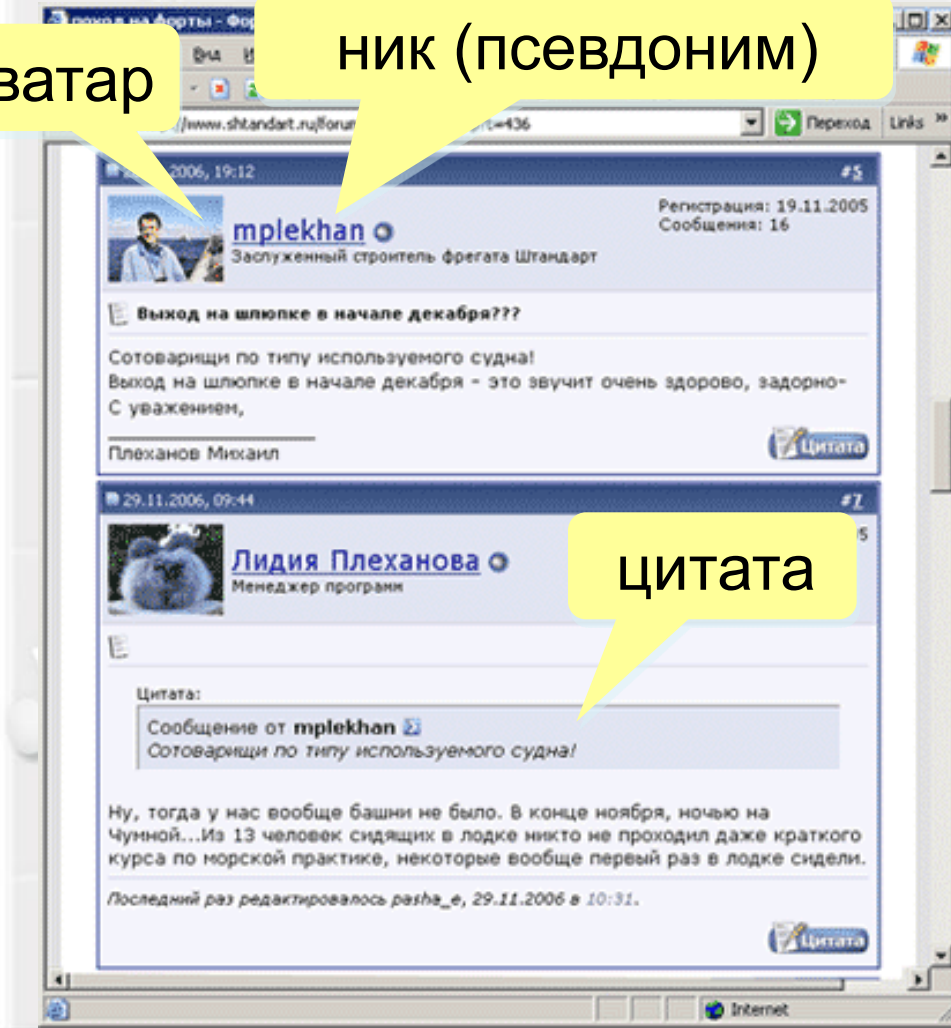 ник (псевдоним)
ватар
Переход Links »
2006, 19:12 #5
mplekhan
Заслуженный строитель фрегата Штандарт
Регистрация: 19.11.2005
Сообщения: 16
Выход на шлюпке в начале декабря???
Сотоварищи по типу используемого судна!
Выход на шлюпке в начале декабря - это звучит очень здорово, задорно-
С уважением,
Плеханов Михаил
Цитата
29.11.2006, 09:44 #7
Лидия Плеханова
Менеджер программ
цитата
Цитата:
Сообщение от mplekhan
Сотоварищи по типу используемого судна!
Ну, тогда у нас вообще башни не было. В конце ноября, ночью на
Чумной...Из 13 человек сидящих в лодке никто не проходил даже краткого
курса по морской практике, некоторые вообще первый раз в лодке сидели.
Последний раз редактировалось pasha_e, 29.11.2006 в 10:31.
Цитата
Internet